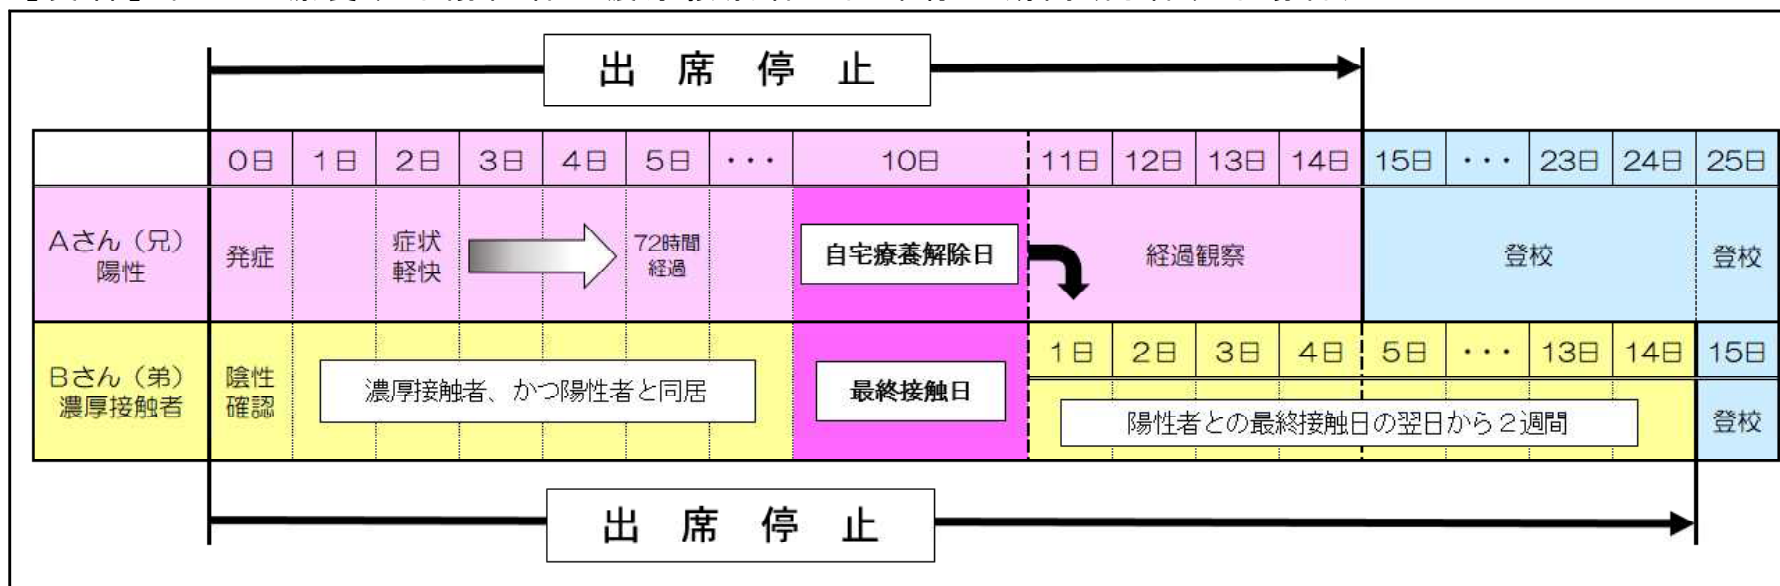 出 席 停 止
0日 1日 2日 3日 4日 5日 ・・・ 10日 11日 12日 13日 14日 15日 ・・・ 23日 24日 25日
Aさん（兄）
陽性
発症
症状
軽快
72時間
経過
自宅療養解除日
経過観察
登校
登校
1日 2日 3日 4日 5日 ・・・ 13日 14日 15日
Bさん（弟）
濃厚接触者
陰性
確認
濃厚接触者、かつ陽性者と同居
最終接触日
陽性者との最終接触日の翌日から２週間
登校
出 席 停 止